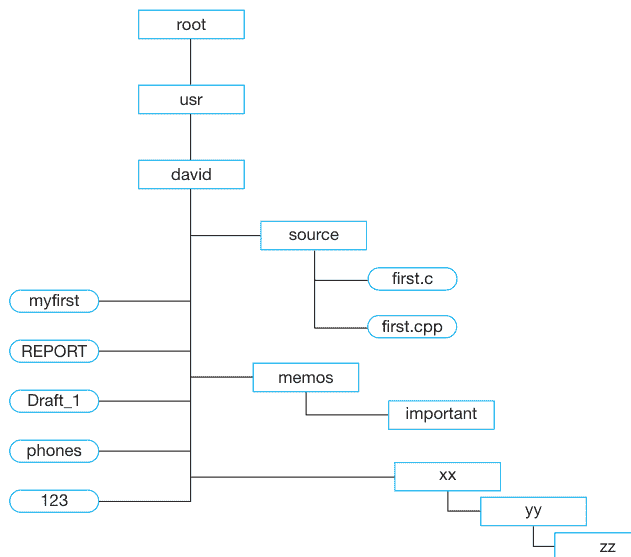 root
usr
david
source
first.c
myfirst
first.cpp
REPORT
memos
Draft_1
important
phones
xx
123
yy
zz